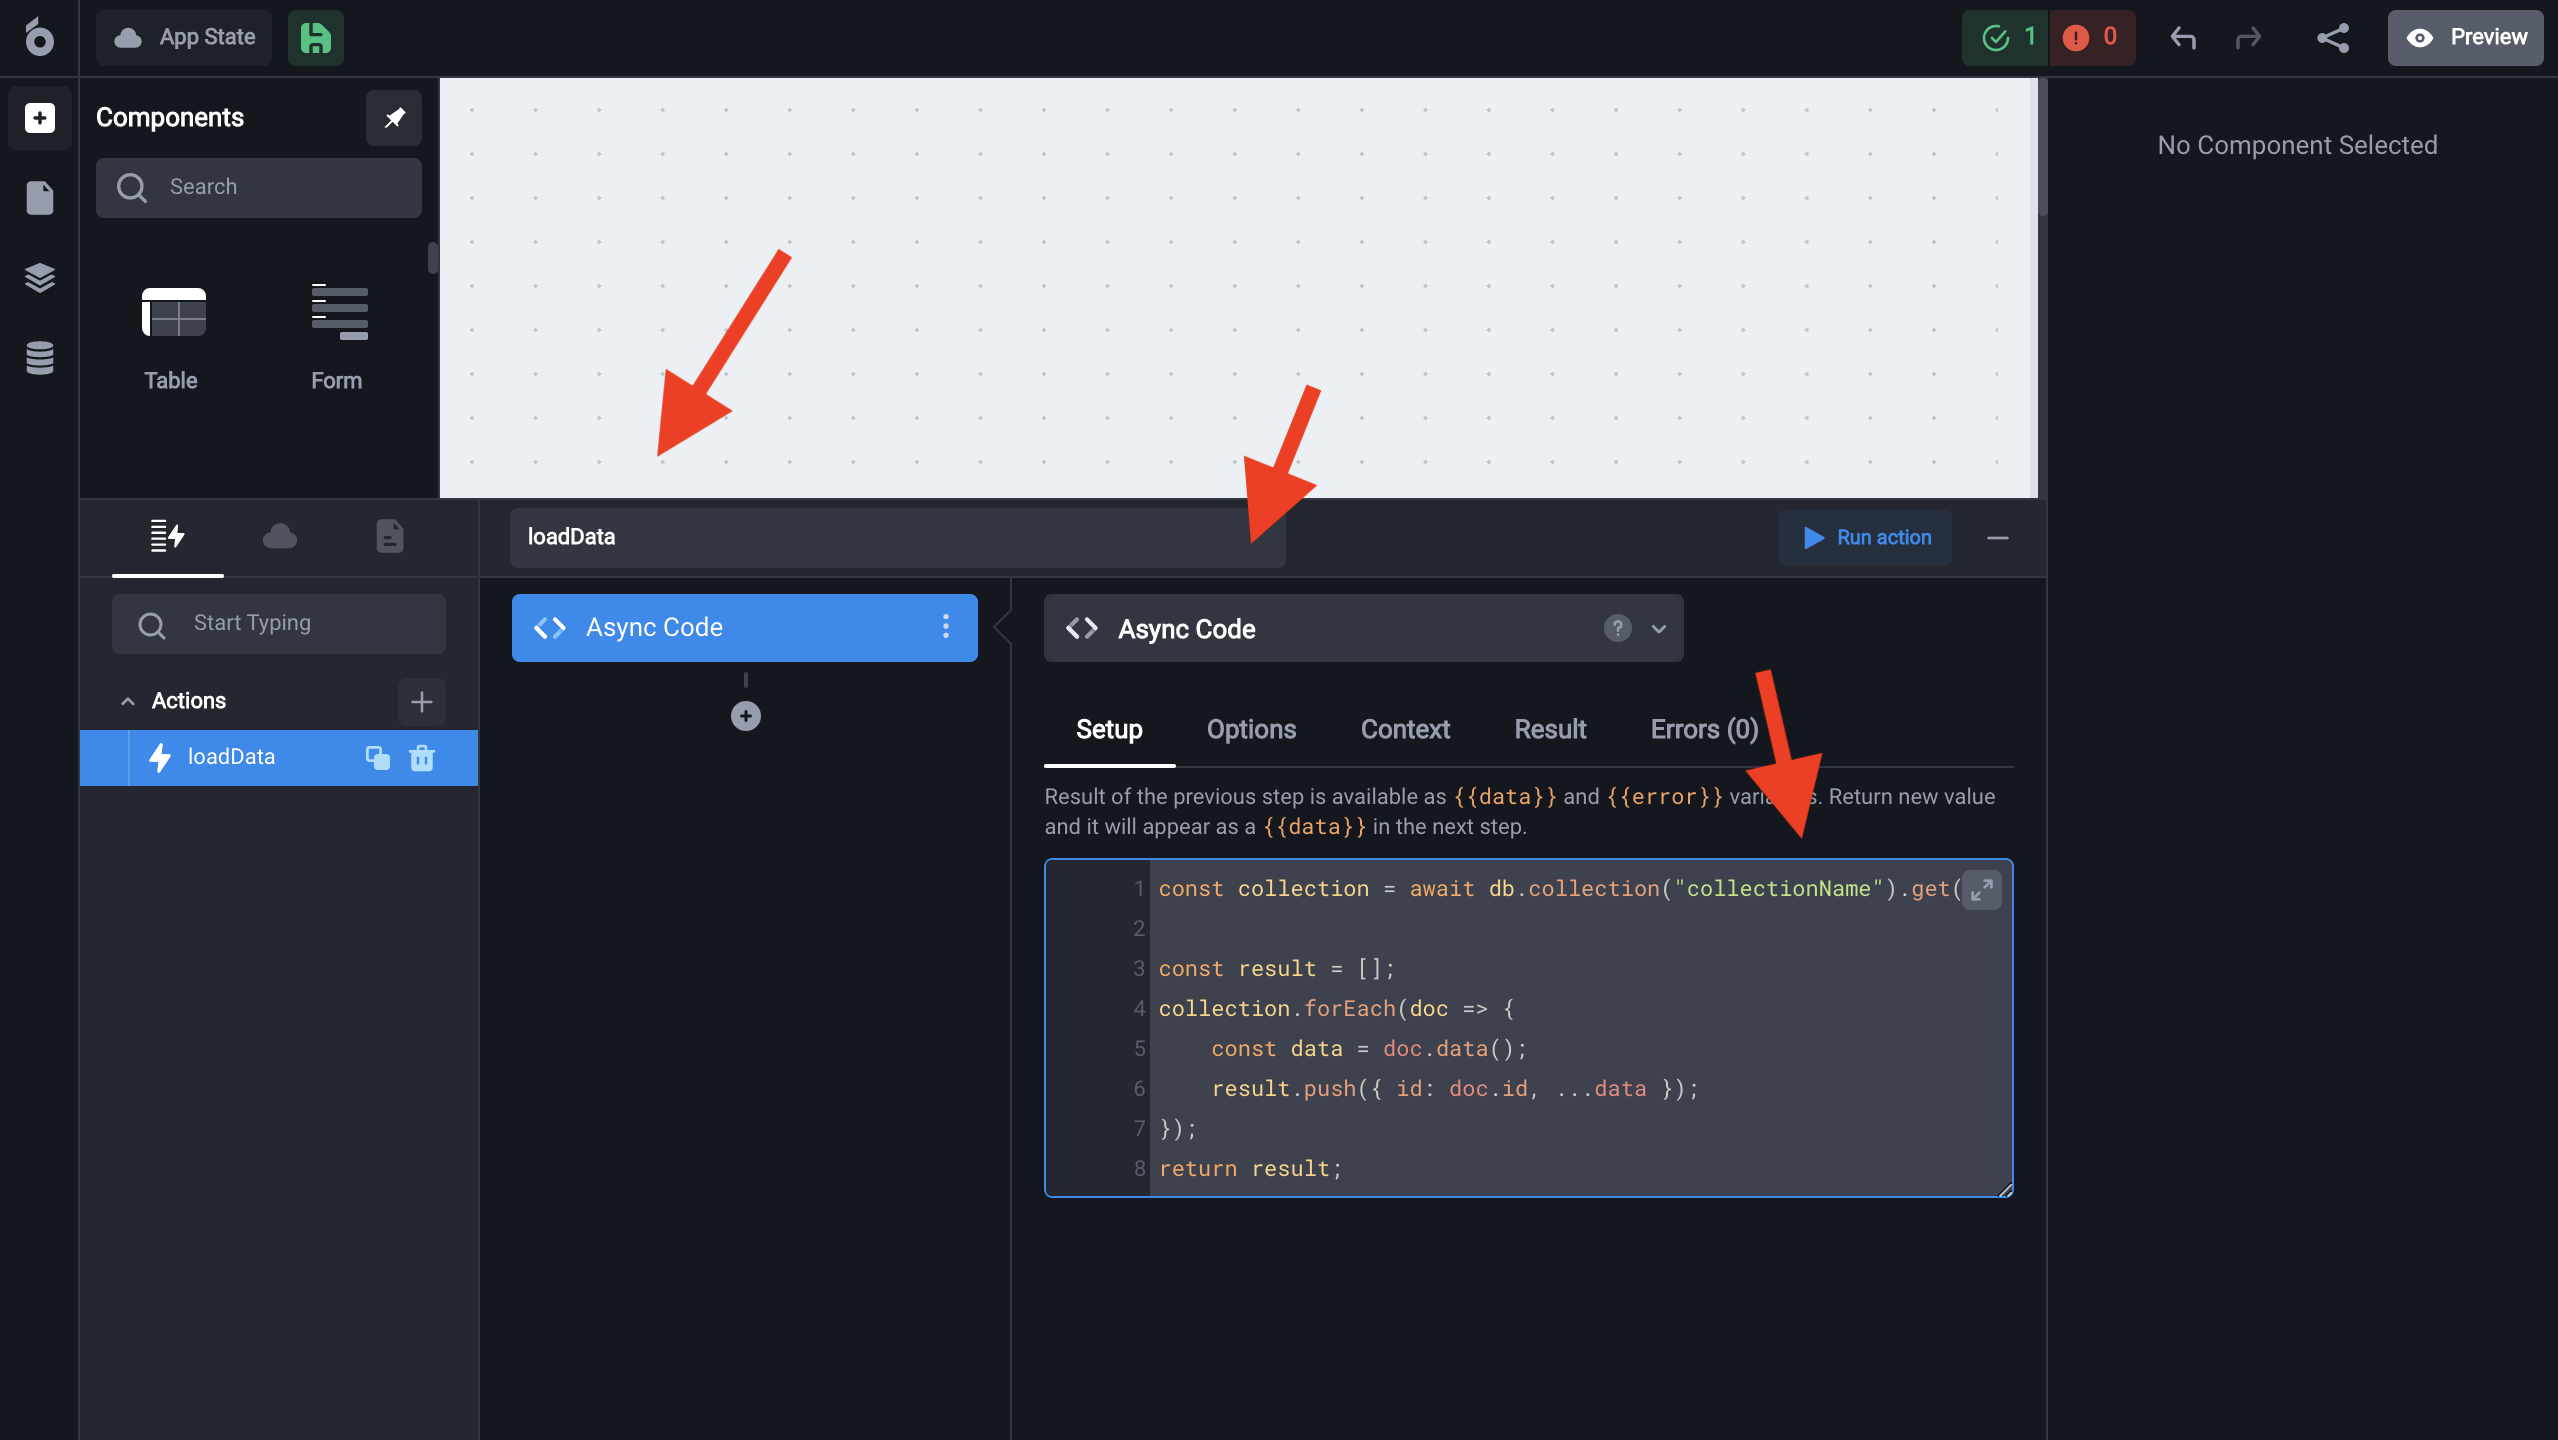 App State
1
0
Preview
Components
Search
Table
Form
No Component Selected
loadData
Run action
Start Typing
Actions
loadData
Async Code
Async Code
?
Setup
Options
Context
Result
Errors (0)
Result of the previous step is available as {{data}} and {{error}} . Return new value
and it will appear as a {{data}} in the next step.
1 const collection = await db.collection("collectionName").get(
2
3 const result = [];
4 collection.forEach(doc => {
5 const data = doc.data();
6 result.push({ id: doc.id, ...data });
7 });
8 return result;